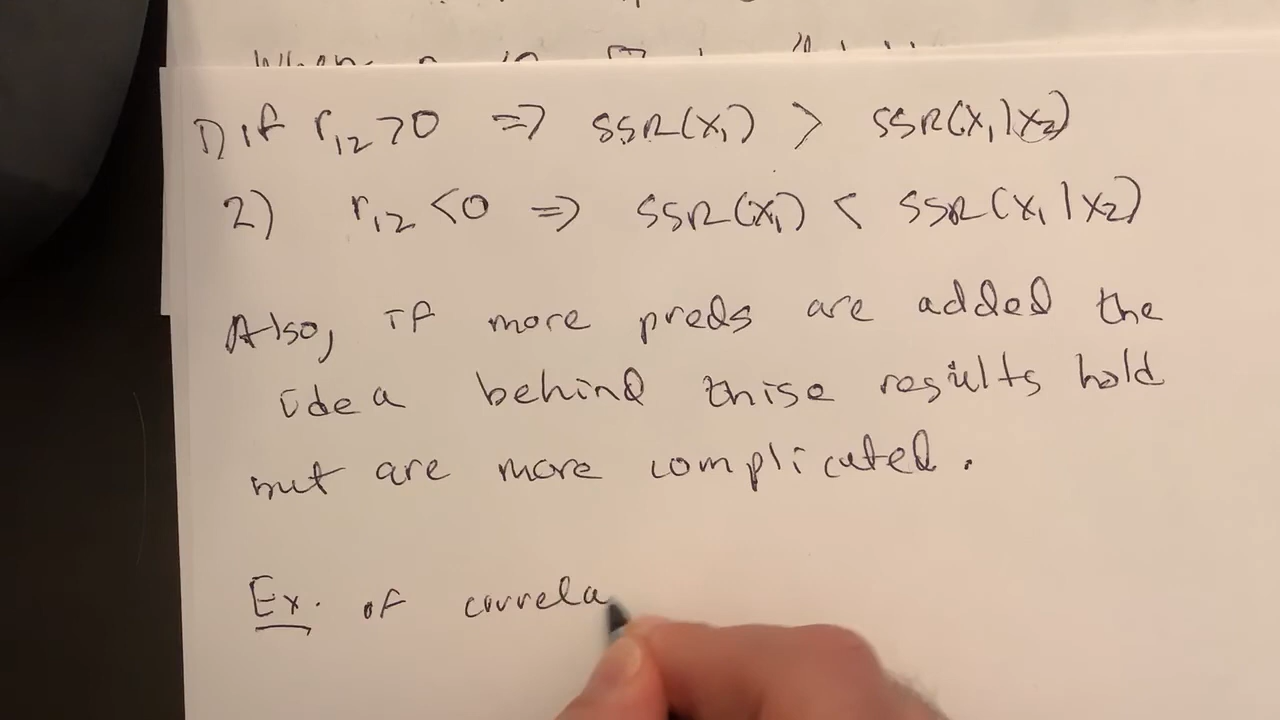 1) if r₁₂>0 => SSR(X₁) > SSR(X₁|X₂)
2) r₁₂<0 => SSR(X₁) < SSR(X₁|X₂)
Also, if more preds are added the
idea behind thise results hold
but are more complicated.
Ex. of correla